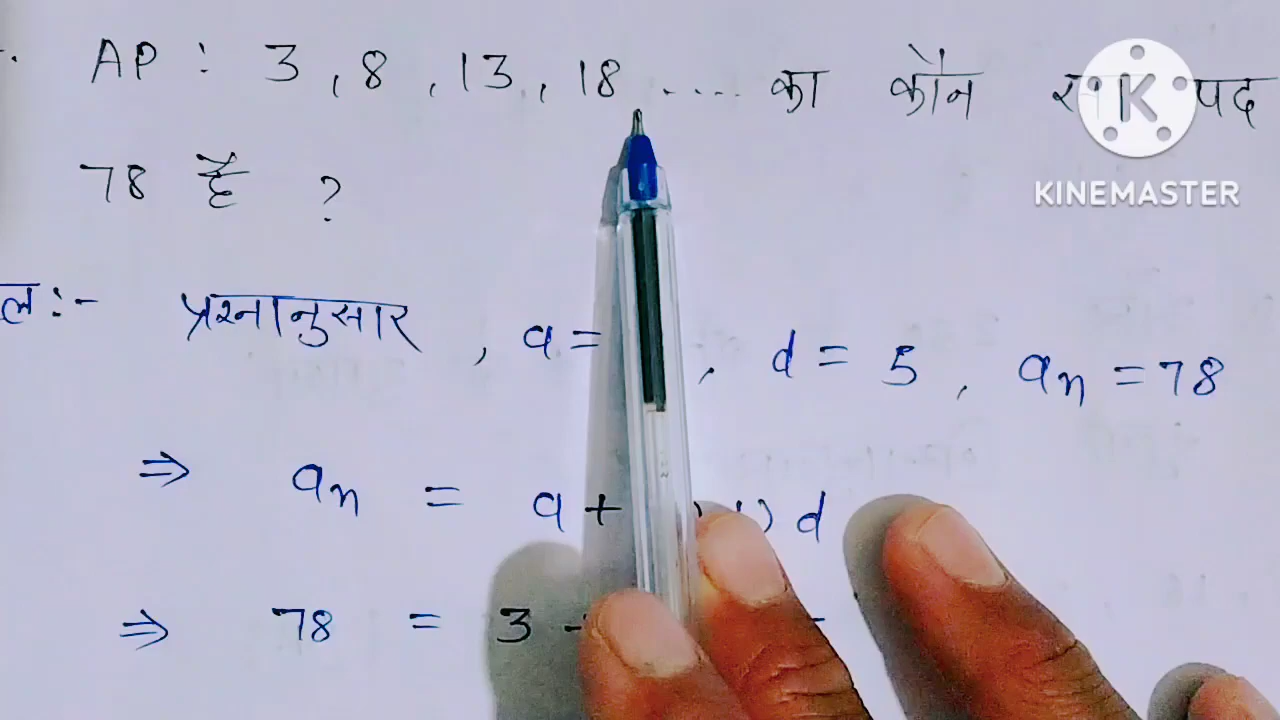 AP : 3, 8, 13, 18 .... का कौन पद
78 है ?
प्रश्नानुसार, a = , d = 5, an = 78
⇒ an = a + d
⇒ 78 = 3
K
KINEMASTER